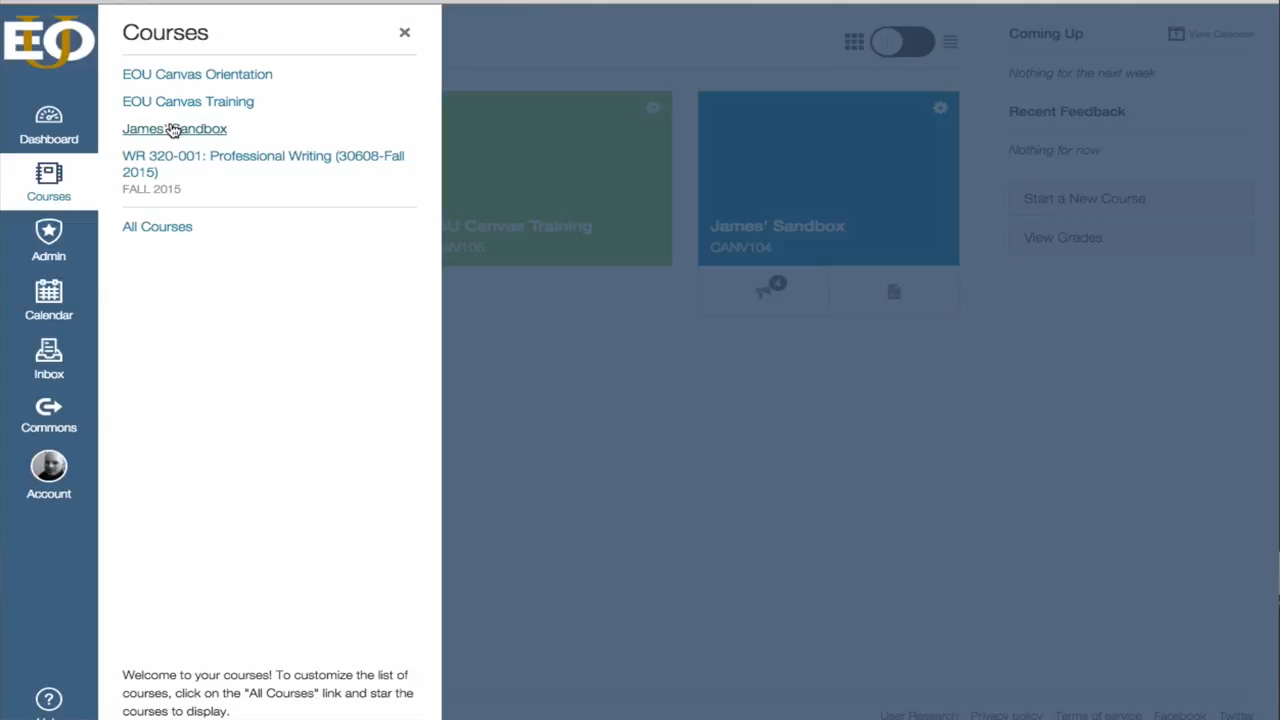 EOU
Dashboard
Courses
Admin
Calendar
Inbox
Commons
Account
Courses
EOU Canvas Orientation
EOU Canvas Training
James' Sandbox
WR 320-001: Professional Writing (30608-Fall
2015)
FALL 2015
All Courses
Welcome to your courses! To customize the list of
courses, click on the "All Courses" link and star the
courses to display.
U Canvas Training
NV105
James' Sandbox
CANV104
4
Coming Up
View Calendar
Nothing for the next week
Recent Feedback
Nothing for now
Start a New Course
View Grades
User Research Privacy policy Terms of service Facebook Twitter